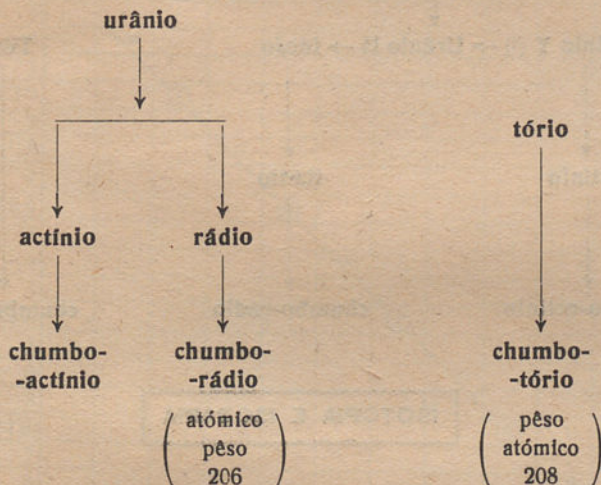 urânio
tório
actínio rádio
chumbo- chumbo- chumbo-
-actínio -rádio -tório
atómico pêso
pêso atómico
206 208